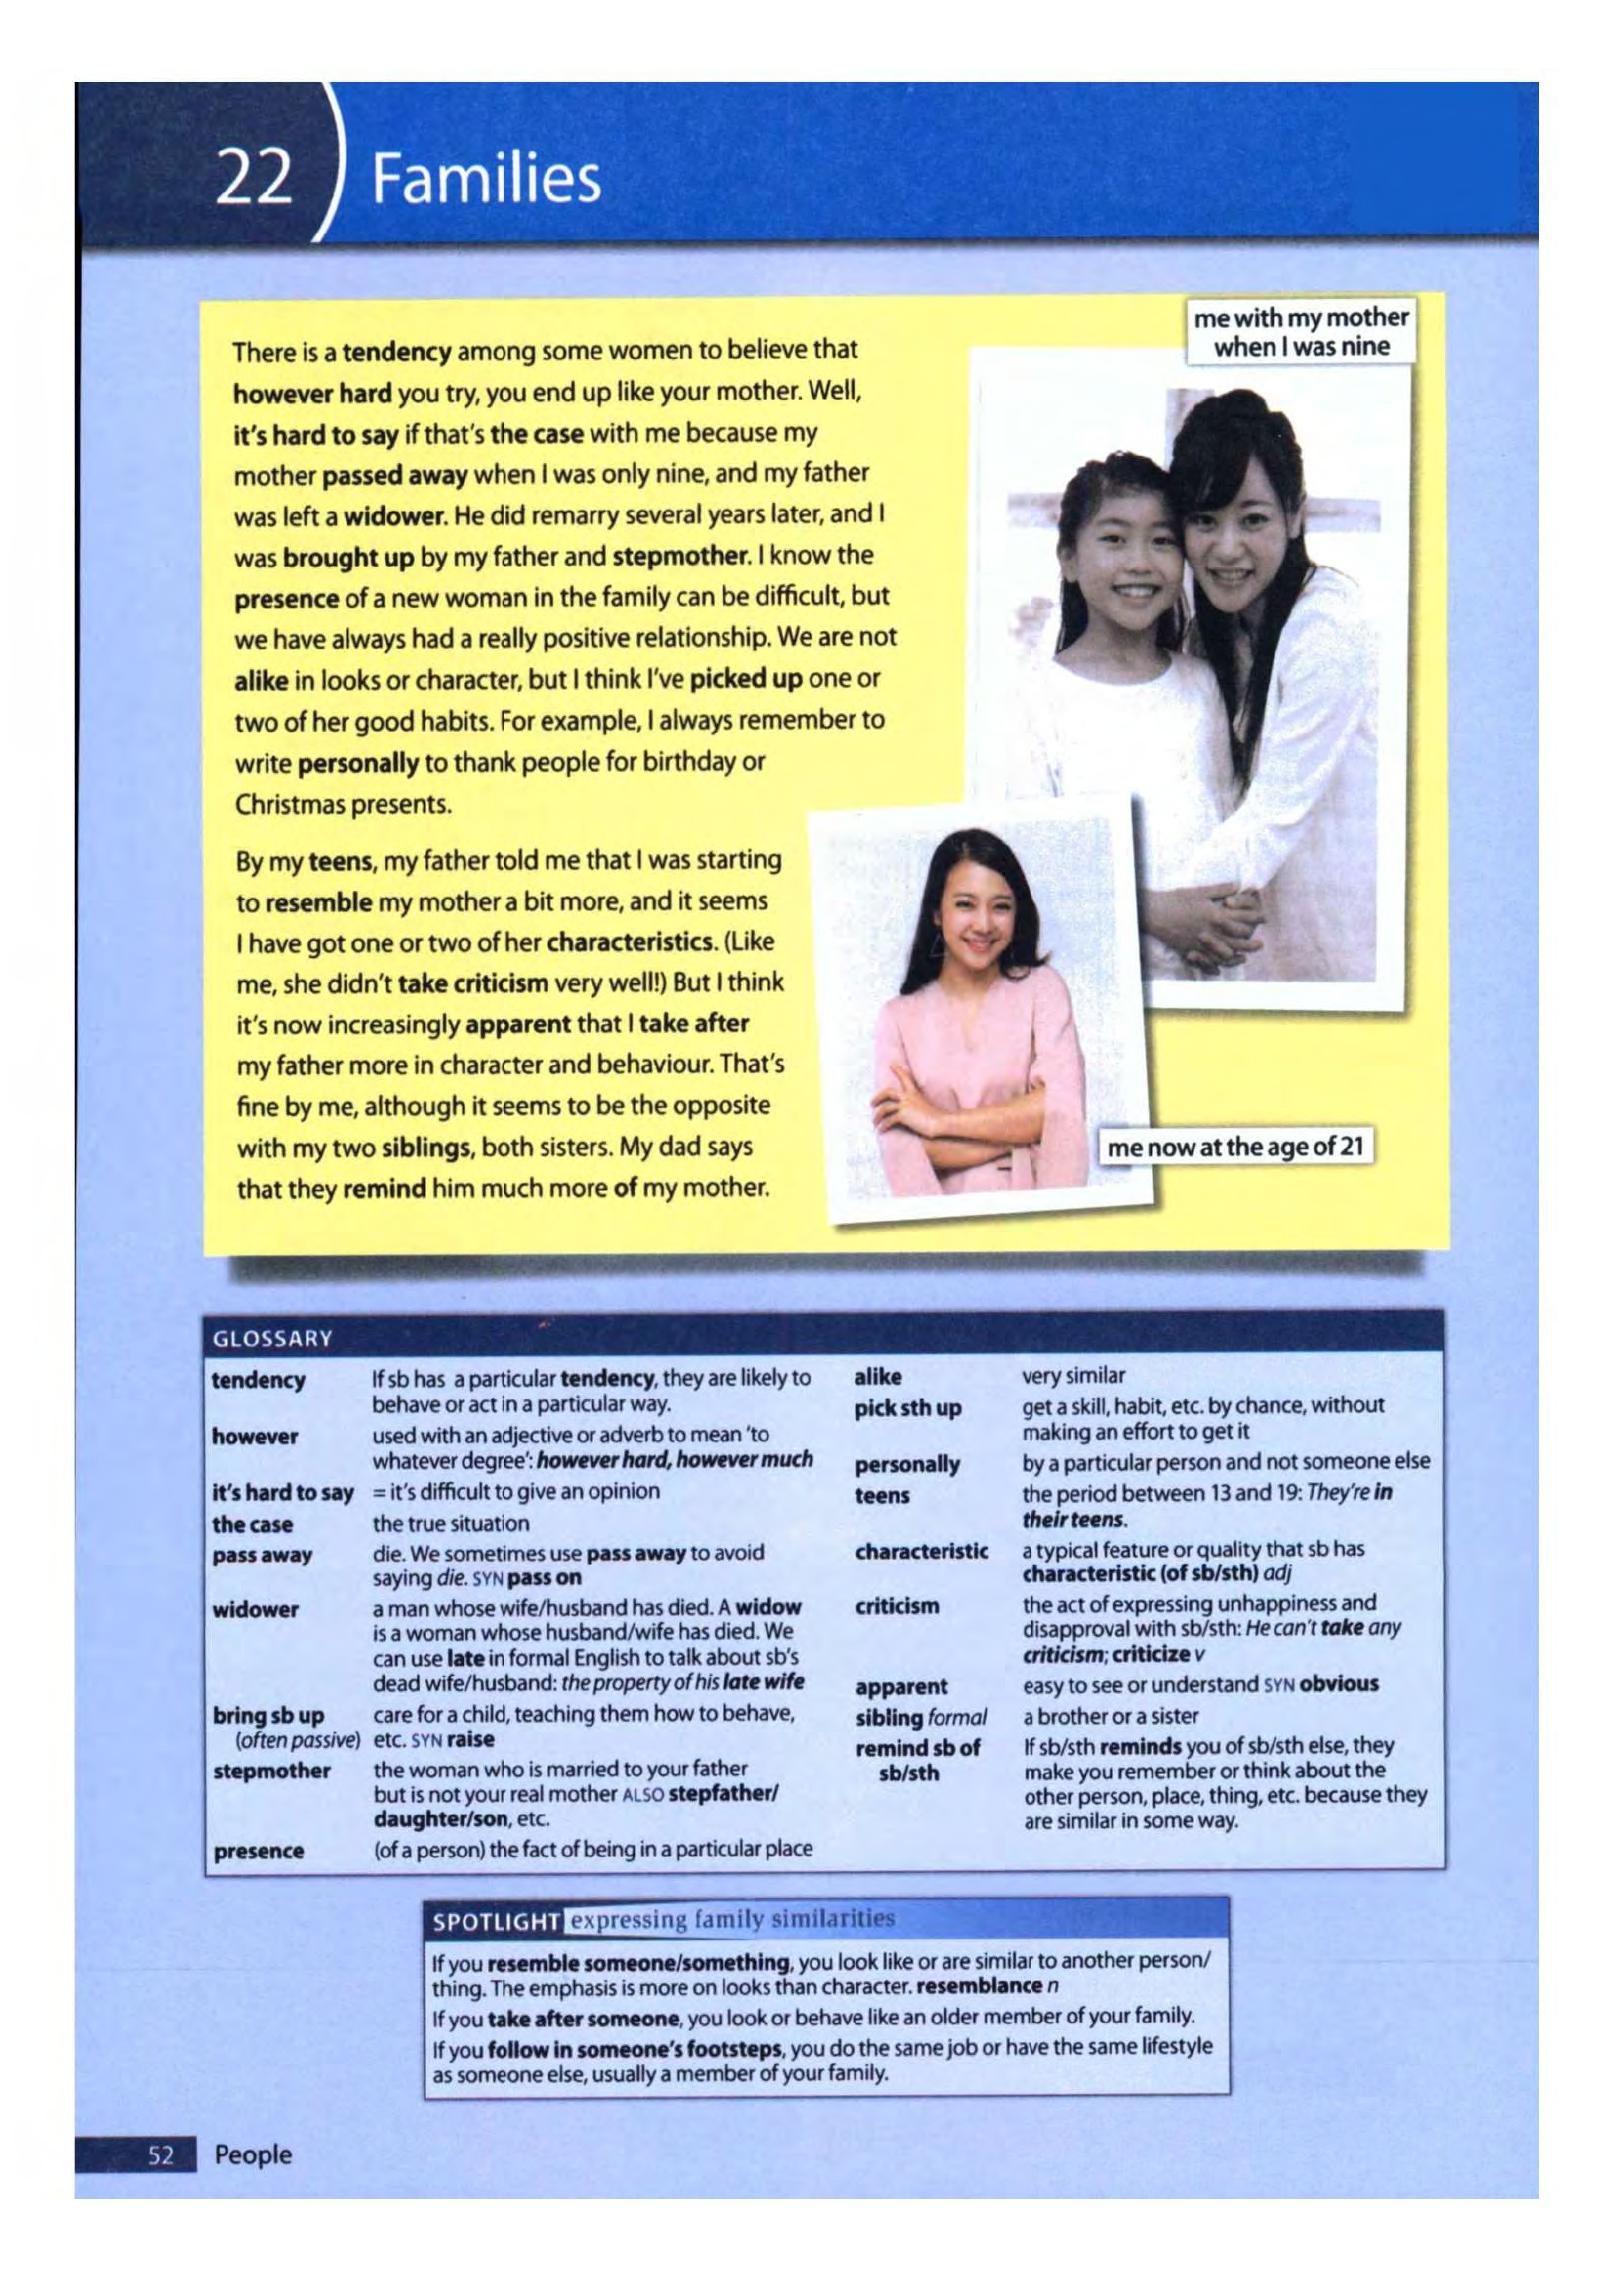 22
Families
me with my mother
when I was nine
There is a tendency among some women to believe that
however hard you try, you end up like your mother. Well,
it's hard to say if that's the case with me because my
mother passed away when I was only nine, and my father
was left a widower. He did remarry several years later, and I
was brought up by my father and stepmother. I know the
presence of a new woman in the family can be difficult, but
we have always had a really positive relationship. We are not
alike in looks or character, but I think I've picked up one or
two of her good habits. For example, I always remember to
write personally to thank people for birthday or
Christmas presents.
By my teens, my father told me that I was starting
to resemble my mother a bit more, and it seems
I have got one or two of her characteristics. (Like
me, she didn't take criticism very well!) But I think
it's now increasingly apparent that I take after
my father more in character and behaviour. That's
fine by me, although it seems to be the opposite
with my two siblings, both sisters. My dad says
that they remind him much more of my mother.
me now at the age of 21
GLOSSARY
tendency If sb has a particular tendency, they are likely to
behave or act in a particular way.
however used with an adjective or adverb to mean 'to
whatever degree': however hard, however much
it's hard to say = it's difficult to give an opinion
the case the true situation
pass away die. We sometimes use pass away to avoid
saying die. SYN pass on
widower a man whose wife/husband has died. A widow
is a woman whose husband/wife has died. We
can use late in formal English to talk about sb's
dead wife/husband: the property of his late wife
bring sb up care for a child, teaching them how to behave,
(often passive) etc. SYN raise
stepmother the woman who is married to your father
but is not your real mother ALSO stepfather/
daughter/son, etc.
presence (of a person) the fact of being in a particular place
alike very similar
pick sth up get a skill, habit, etc. by chance, without
making an effort to get it
personally by a particular person and not someone else
teens the period between 13 and 19: They're in
their teens.
characteristic a typical feature or quality that sb has
characteristic (of sb/sth) adj
criticism the act of expressing unhappiness and
disapproval with sb/sth: He can't take any
criticism; criticize v
apparent easy to see or understand SYN obvious
sibling formal a brother or a sister
remind sb of If sb/sth reminds you of sb/sth else, they
sb/sth make you remember or think about the
other person, place, thing, etc. because they
are similar in some way.
SPOTLIGHT expressing family similarities
If you resemble someone/something, you look like or are similar to another person/
thing. The emphasis is more on looks than character. resemblance n
If you take after someone, you look or behave like an older member of your family.
If you follow in someone's footsteps, you do the same job or have the same lifestyle
as someone else, usually a member of your family.
52 People